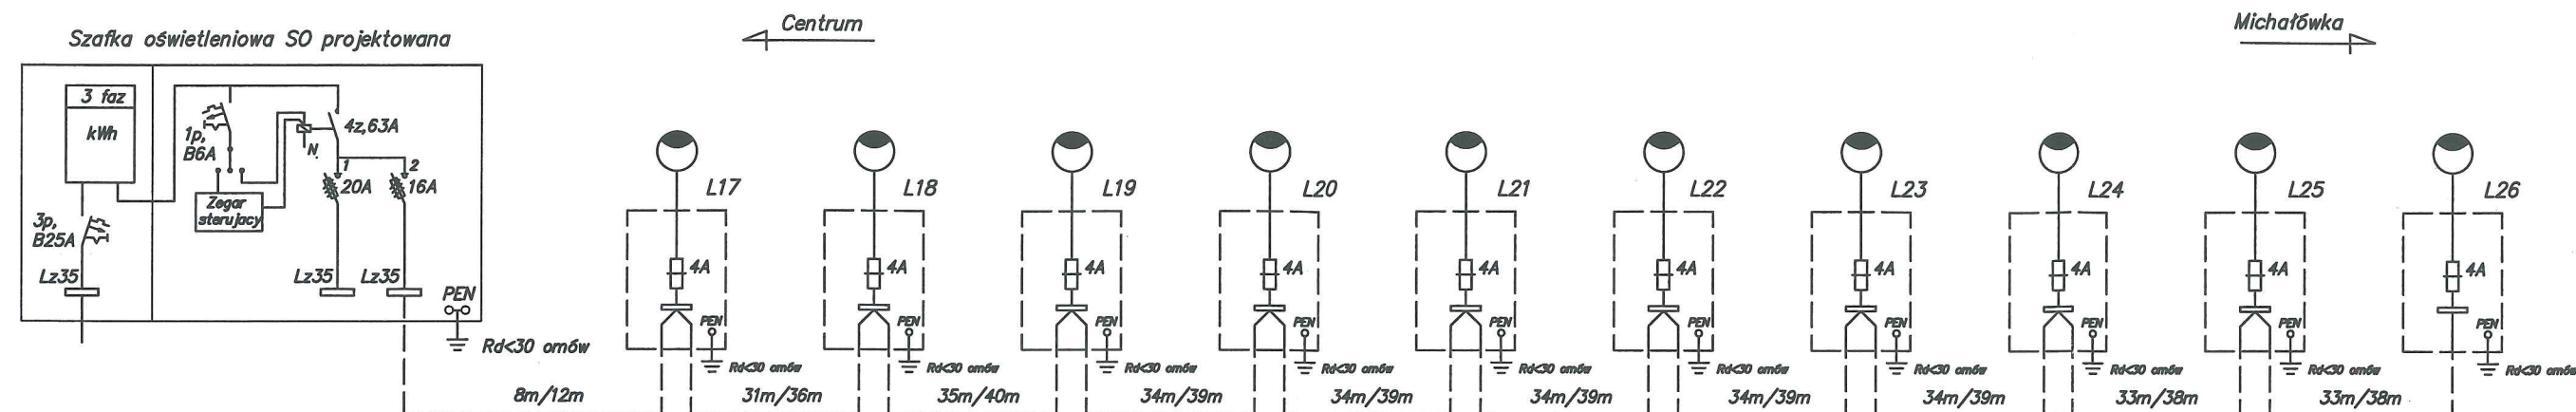 Szafka oświetleniowa SO projektowana
Centrum
Michałówka
3 faz
kWh
1p,
B6A
N
4z,63A
1
2
20A
16A
Zegar
sterujacy
3p,
B25A
Lz35
Lz35
Lz35
PEN
Rd<30 omów
L17
L18
L19
L20
L21
L22
L23
L24
L25
L26
4A
4A
4A
4A
4A
4A
4A
4A
4A
4A
PEN
PEN
PEN
PEN
PEN
PEN
PEN
PEN
PEN
PEN
Rd<30 omów
Rd<30 omów
Rd<30 omów
Rd<30 omów
Rd<30 omów
Rd<30 omów
Rd<30 omów
Rd<30 omów
Rd<30 omów
Rd<30 omów
8m/12m
31m/36m
35m/40m
34m/39m
34m/39m
34m/39m
34m/39m
34m/39m
33m/38m
33m/38m